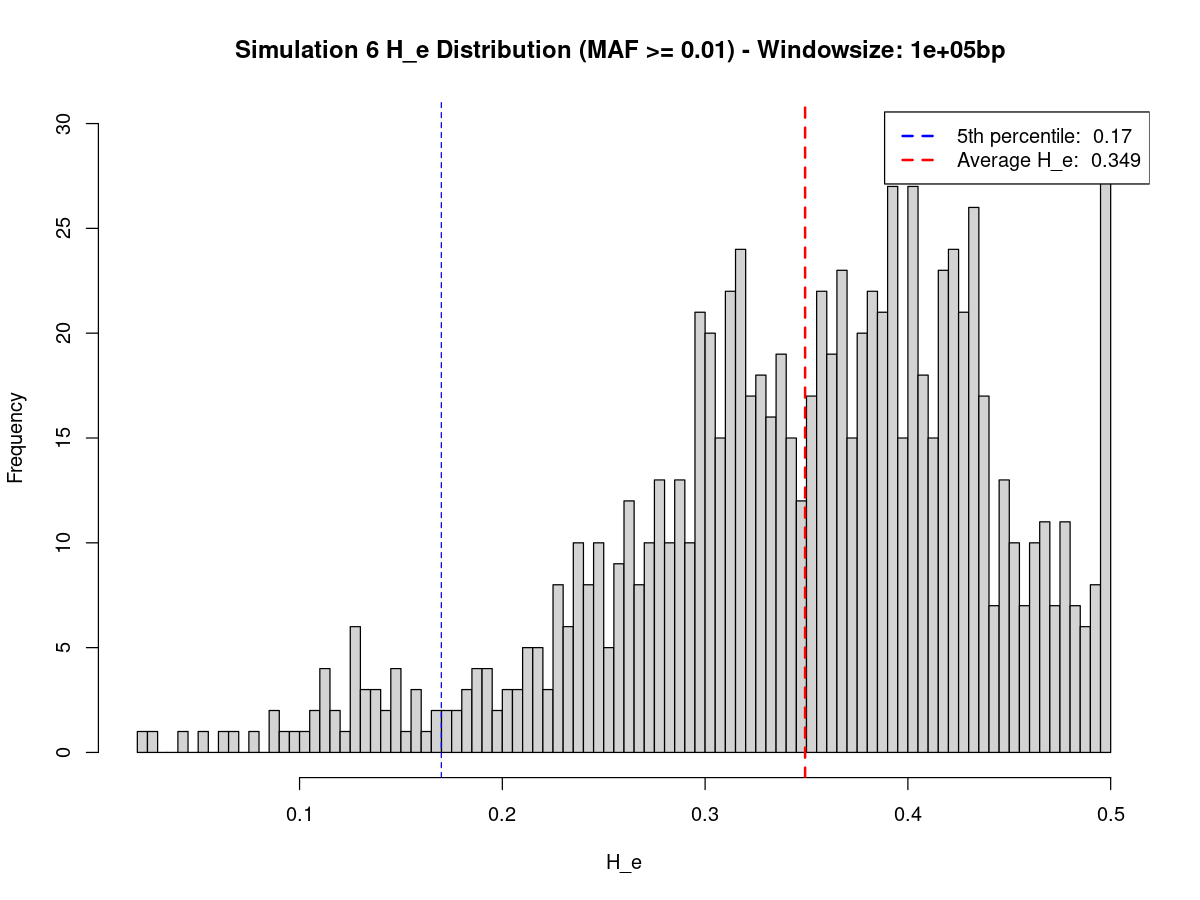 Simulation 6 H_e Distribution (MAF >= 0.01) - Windowsize: 1e+05bp
5th percentile: 0.17
Average H_e: 0.349
Frequency
30
25
20
15
10
5
0
0.1 0.2 0.3 0.4 0.5
H_e